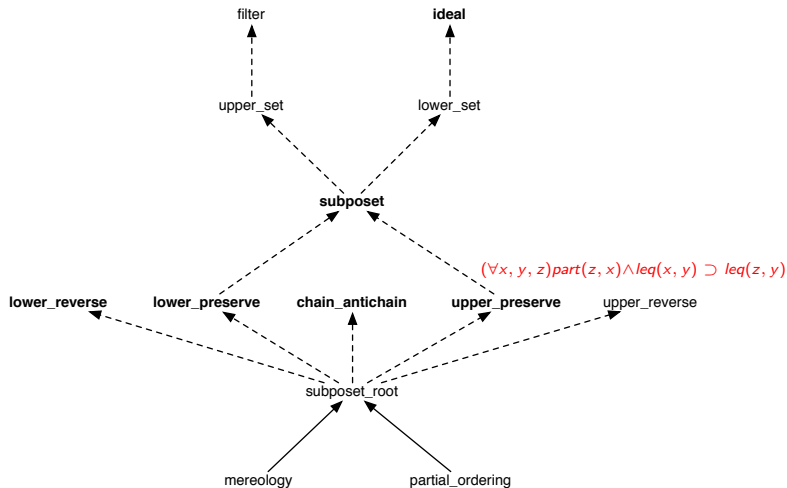 filter ideal
upper_set lower_set
subposet
(∀x, y, z)part(z, x)∧leq(x, y) ⊃ leq(z, y)
lower_reverse lower_preserve chain_antichain upper_preserve upper_reverse
subposet_root
mereology partial_ordering